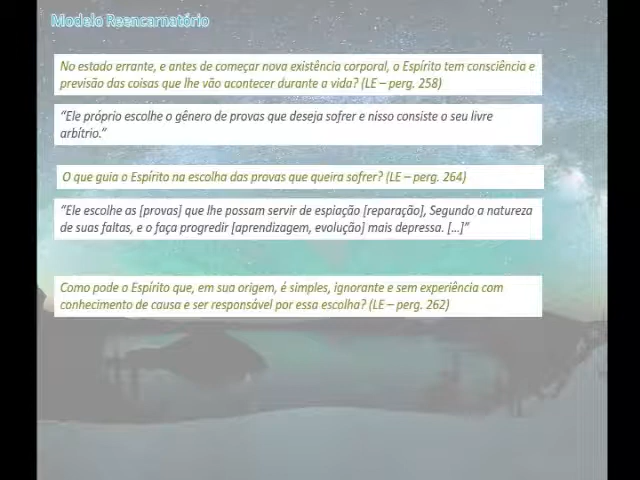 Modelo Reencarnatório
No estado errante, e antes de começar nova existência corporal, o Espírito tem consciência e
previsão das coisas que lhe vão acontecer durante a vida? (LE – perg. 258)
“Ele próprio escolhe o gênero de provas que deseja sofrer e nisso consiste o seu livre
arbítrio.”
O que guia o Espírito na escolha das provas que queira sofrer? (LE – perg. 264)
“Ele escolhe as [provas] que lhe possam servir de espiação [reparação], Segundo a natureza
de suas faltas, e o faça progredir [aprendizagem, evolução] mais depressa. [...]”
Como pode o Espírito que, em sua origem, é simples, ignorante e sem experiência com
conhecimento de causa e ser responsável por essa escolha? (LE – perg. 262)